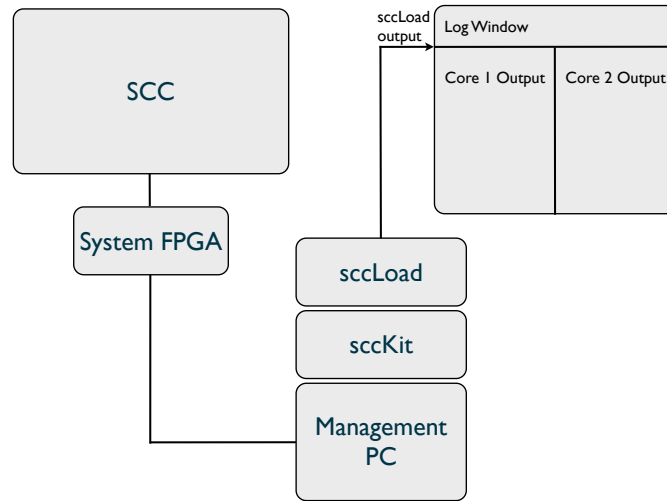 sccLoad
output
Log Window
Core 1 Output
Core 2 Output
SCC
System FPGA
sccLoad
sccKit
Management
PC